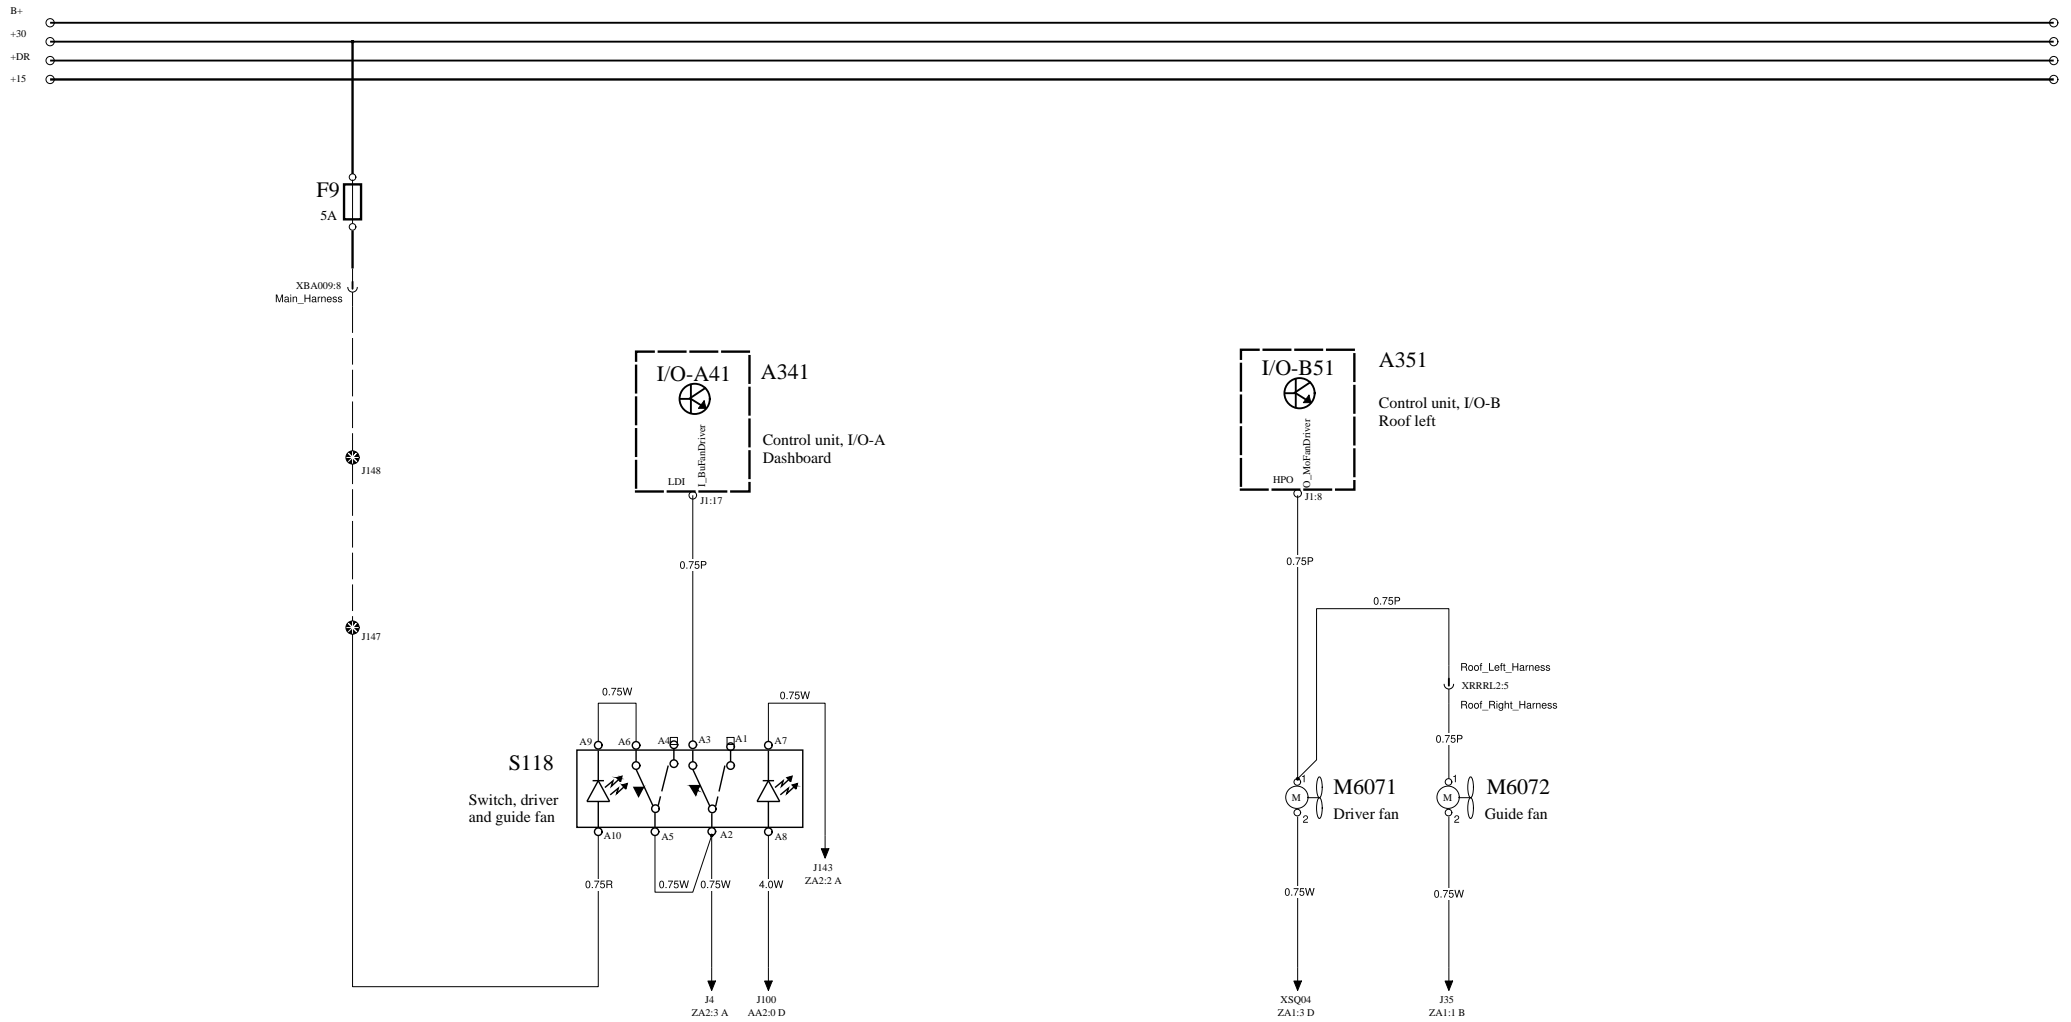 B+
+30
+DR
+15
F9
5A
XBA009:8
Main_Harness
J148
J147
I/O-A41
A341
I_BuFanDriver
Control unit, I/O-A
Dashboard
LDI
J1:17
0.75P
I/O-B51
A351
Control unit, I/O-B
Roof left
O_MoFanDriver
HPO
J1:8
0.75P
0.75P
Roof_Left_Harness
XRRRL2:5
Roof_Right_Harness
0.75P
0.75W
0.75W
A9
A6
A4
A3
A1
A7
S118
Switch, driver
and guide fan
A10
A5
A2
A8
0.75R
0.75W
0.75W
4.0W
J143
ZA2:2 A
J4
ZA2:3 A
J100
AA2:0 D
1
M
M6071
Driver fan
2
1
M
M6072
Guide fan
2
0.75W
0.75W
XSQ04
ZA1:3 D
J35
ZA1:1 B